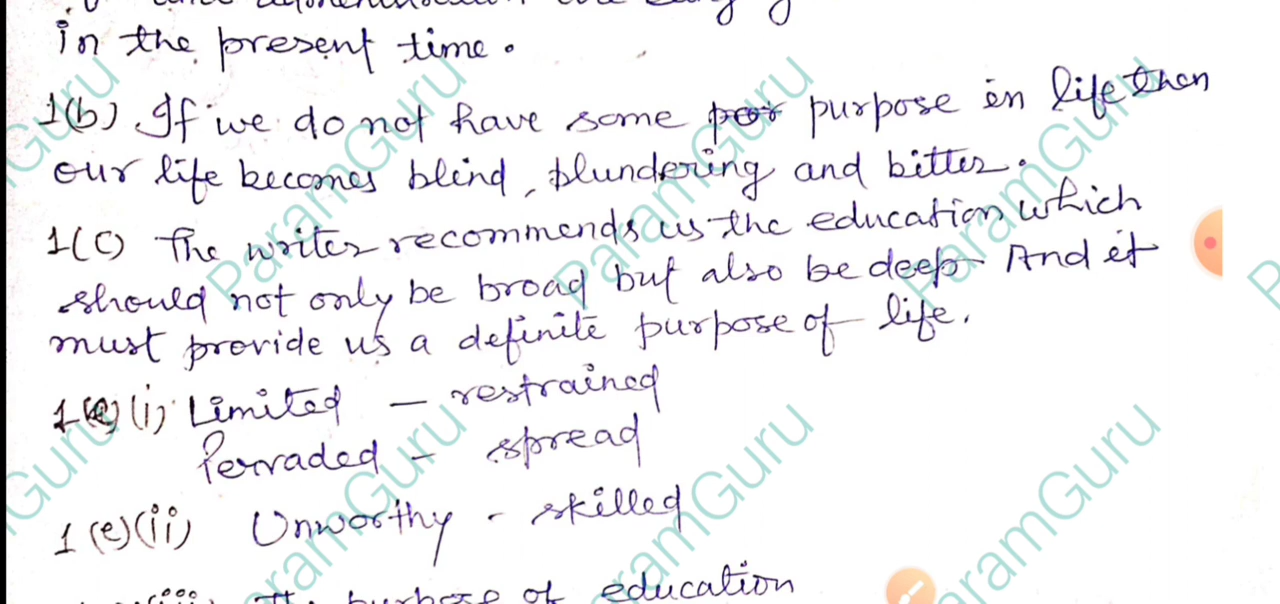 in the present time.
1(b) If we do not have some purpose in life then
our life becomes blind, blundering and bitter.
1(c) The writer recommends us the education which
should not only be broad but also be deep And it
must provide us a definite purpose of life.
1(e)(i) Limited – restrained
Pervaded – spread
1(e)(ii) Unworthy - skilled
of education
ParamGuru